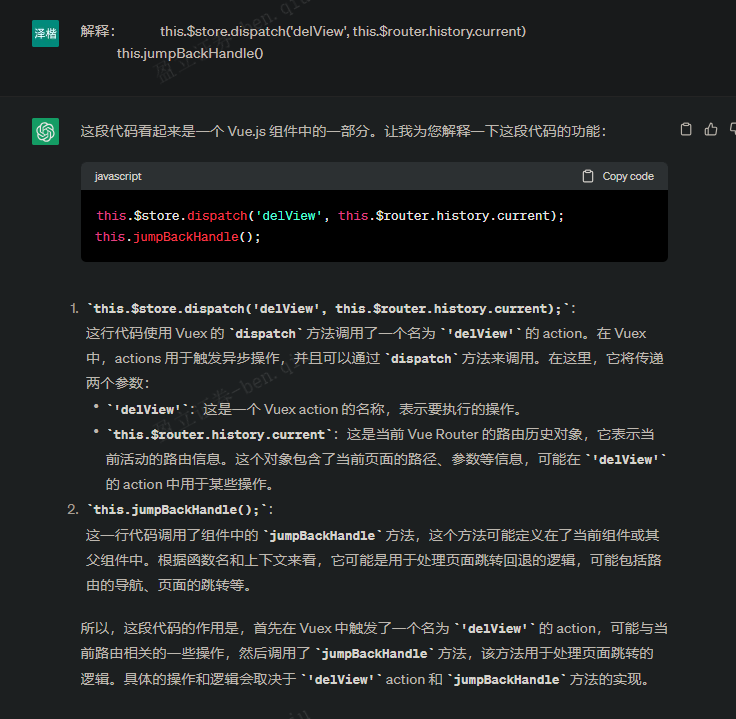 泽楷
解释： this.$store.dispatch('delView', this.$router.history.current)
this.jumpBackHandle()
这段代码看起来是一个 Vue.js 组件中的一部分。让我为您解释一下这段代码的功能：
javascript Copy code
this.$store.dispatch('delView', this.$router.history.current);
this.jumpBackHandle();
1. `this.$store.dispatch('delView', this.$router.history.current);`：
这行代码使用 Vuex 的 `dispatch` 方法调用了一个名为 `'delView'` 的 action。在 Vuex
中，actions 用于触发异步操作，并且可以通过 `dispatch` 方法来调用。在这里，它将传递
两个参数：
• `'delView'`：这是一个 Vuex action 的名称，表示要执行的操作。
• `this.$router.history.current`：这是当前 Vue Router 的路由历史对象，它表示当
前活动的路由信息。这个对象包含了当前页面的路径、参数等信息，可能在 `'delView'`
的 action 中用于某些操作。
2. `this.jumpBackHandle();`：
这一行代码调用了组件中的 `jumpBackHandle` 方法，这个方法可能定义在了当前组件或其
父组件中。根据函数名和上下文来看，它可能是用于处理页面跳转回退的逻辑，可能包括路
由的导航、页面的跳转等。
所以，这段代码的作用是，首先在 Vuex 中触发了一个名为 `'delView'` 的 action，可能与当
前路由相关的一些操作，然后调用了 `jumpBackHandle` 方法，该方法用于处理页面跳转的
逻辑。具体的操作和逻辑会取决于 `'delView'` action 和 `jumpBackHandle` 方法的实现。